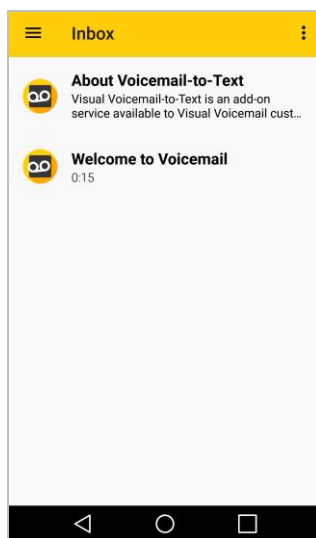 Inbox
About Voicemail-to-Text
Visual Voicemail-to-Text is an add-on
service available to Visual Voicemail cust...
Welcome to Voicemail
0:15